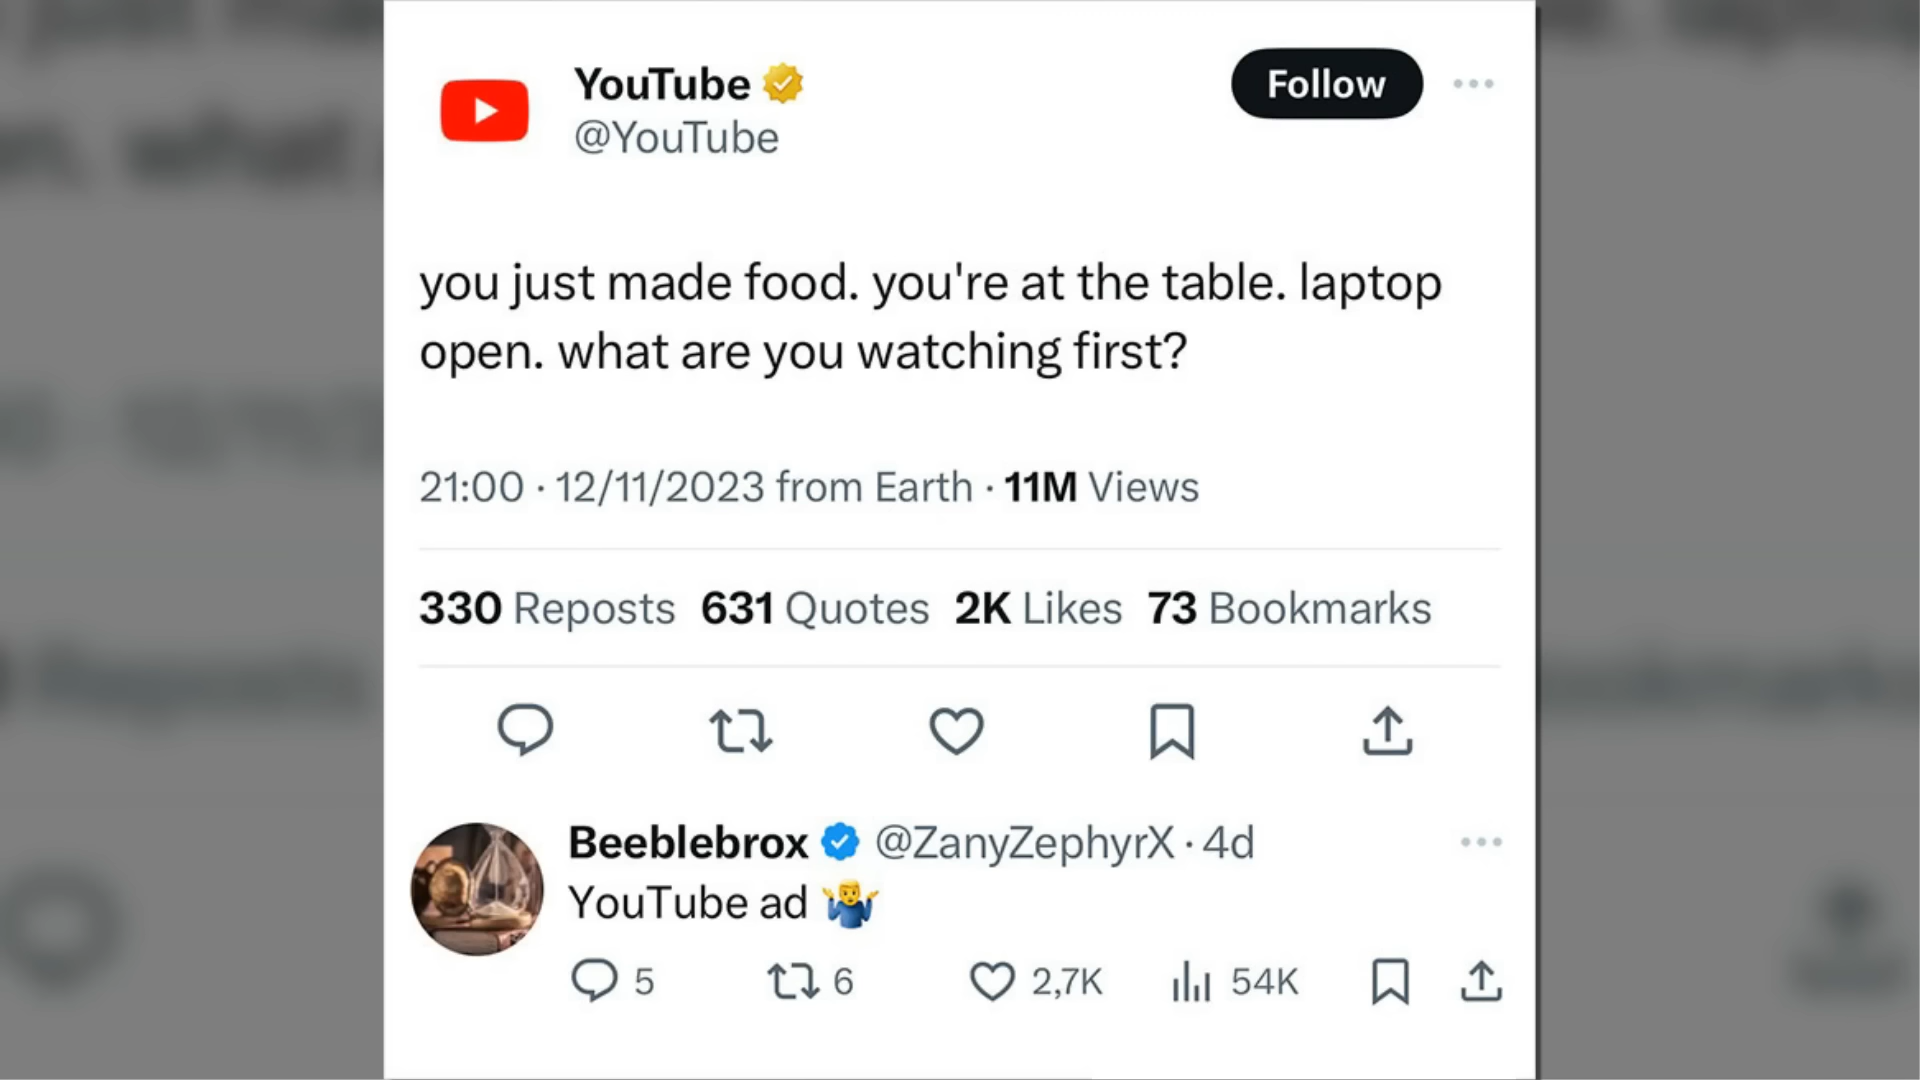 YouTube
Follow
@YouTube
you just made food. you're at the table. laptop
open. what are you watching first?
21:00 · 12/11/2023 from Earth · 11M Views
330 Reposts 631 Quotes 2K Likes 73 Bookmarks
Beeblebrox @ZanyZephyrX · 4d
YouTube ad 🤷‍♂️
5 6 2,7K 54K